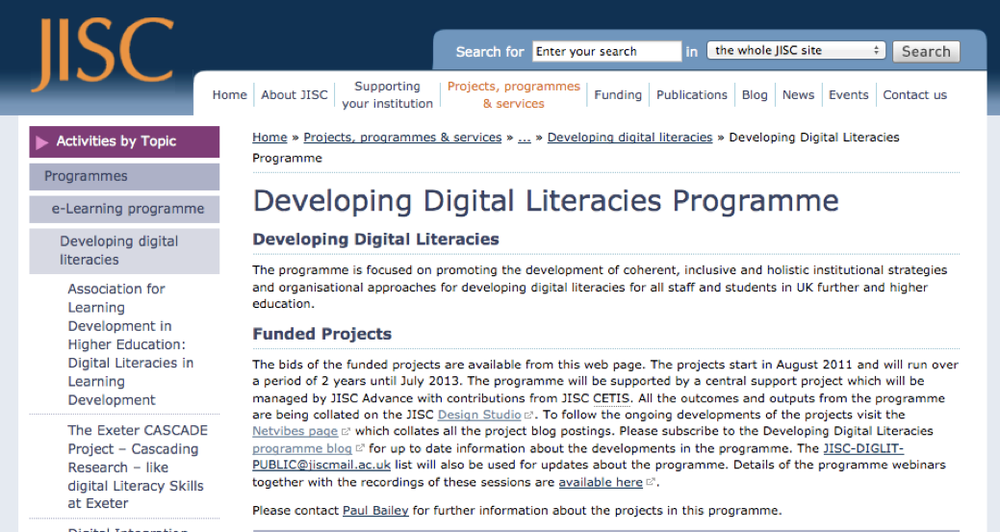 JISC
Search for Enter your search in the whole JISC site Search
Home About JISC Supporting your institution Projects, programmes & services Funding Publications Blog News Events Contact us
Activities by Topic
Programmes
e-Learning programme
Developing digital
literacies
Association for
Learning
Development in
Higher Education:
Digital Literacies in
Learning
Development
The Exeter CASCADE
Project – Cascading
Research – like
digital Literacy Skills
at Exeter
Digital Integration
Home » Projects, programmes & services » ... » Developing digital literacies » Developing Digital Literacies
Programme
Developing Digital Literacies Programme
Developing Digital Literacies
The programme is focused on promoting the development of coherent, inclusive and holistic institutional strategies
and organisational approaches for developing digital literacies for all staff and students in UK further and higher
education.
Funded Projects
The bids of the funded projects are available from this web page. The projects start in August 2011 and will run over
a period of 2 years until July 2013. The programme will be supported by a central support project which will be
managed by JISC Advance with contributions from JISC CETIS. All the outcomes and outputs from the programme
are being collated on the JISC Design Studio. To follow the ongoing developments of the projects visit the
Netvibes page which collates all the project blog postings. Please subscribe to the Developing Digital Literacies
programme blog for up to date information about the developments in the programme. The JISC-DIGLIT-
PUBLIC@jiscmail.ac.uk list will also be used for updates about the programme. Details of the programme webinars
together with the recordings of these sessions are available here.
Please contact Paul Bailey for further information about the projects in this programme.